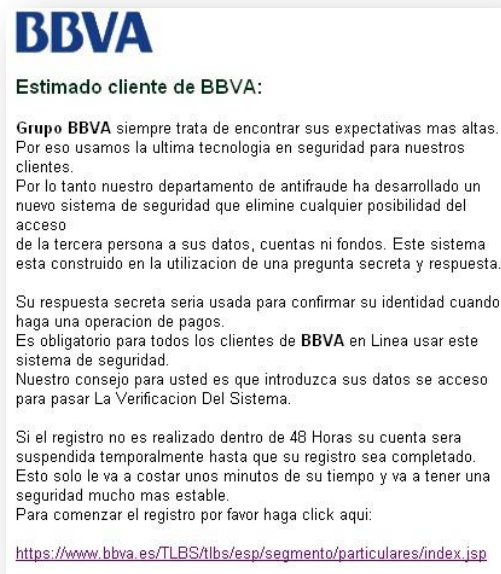 BBVA
Estimado cliente de BBVA:
Grupo BBVA siempre trata de encontrar sus expectativas mas altas.
Por eso usamos la ultima tecnologia en seguridad para nuestros
clientes.
Por lo tanto nuestro departamento de antifraude ha desarrollado un
nuevo sistema de seguridad que elimine cualquier posibilidad del
acceso
de la tercera persona a sus datos, cuentas ni fondos. Este sistema
esta construido en la utilizacion de una pregunta secreta y respuesta.
Su respuesta secreta seria usada para confirmar su identidad cuando
haga una operacion de pagos.
Es obligatorio para todos los clientes de BBVA en Linea usar este
sistema de seguridad.
Nuestro consejo para usted es que introduzca sus datos se acceso
para pasar La Verificacion Del Sistema.
Si el registro no es realizado dentro de 48 Horas su cuenta sera
suspendida temporalmente hasta que su registro sea completado.
Esto solo le va a costar unos minutos de su tiempo y va a tener una
seguridad mucho mas estable.
Para comenzar el registro por favor haga click aqui:
https://www.bbva.es/TLBS/tlbs/esp/segmento/particulares/index.jsp